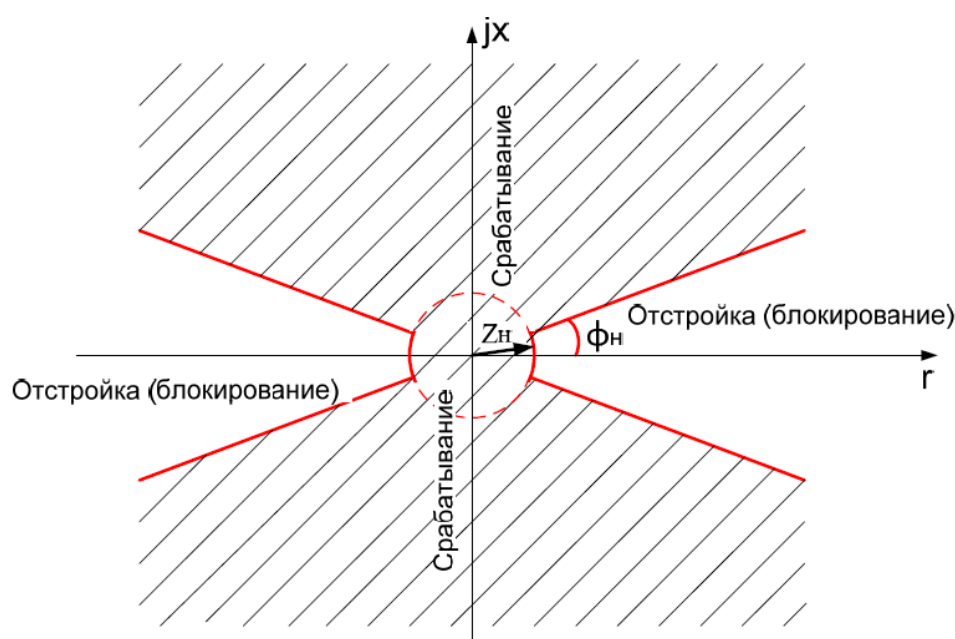 jx
Срабатывание
Zн
ϕн
Отстройка (блокирование)
r
Отстройка (блокирование)
Срабатывание